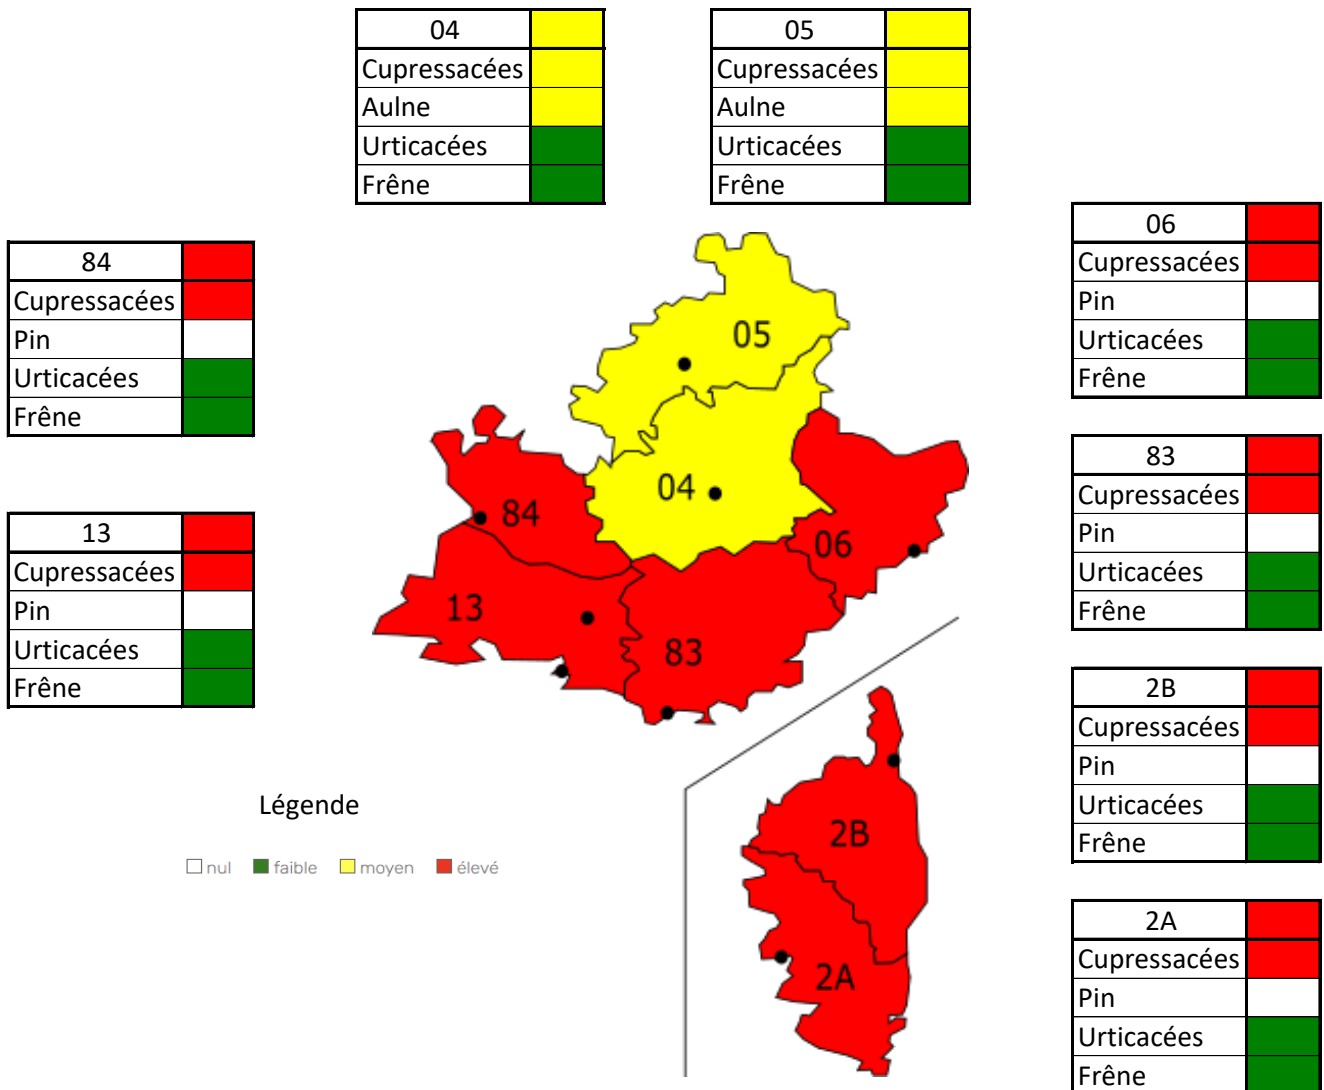 04
Cupressacées
Aulne
Urticacées
Frêne
05
Cupressacées
Aulne
Urticacées
Frêne
84
Cupressacées
Pin
Urticacées
Frêne
13
Cupressacées
Pin
Urticacées
Frêne
05
04
84
06
13
83
2B
2A
06
Cupressacées
Pin
Urticacées
Frêne
83
Cupressacées
Pin
Urticacées
Frêne
2B
Cupressacées
Pin
Urticacées
Frêne
2A
Cupressacées
Pin
Urticacées
Frêne
Légende
nul faible moyen élevé